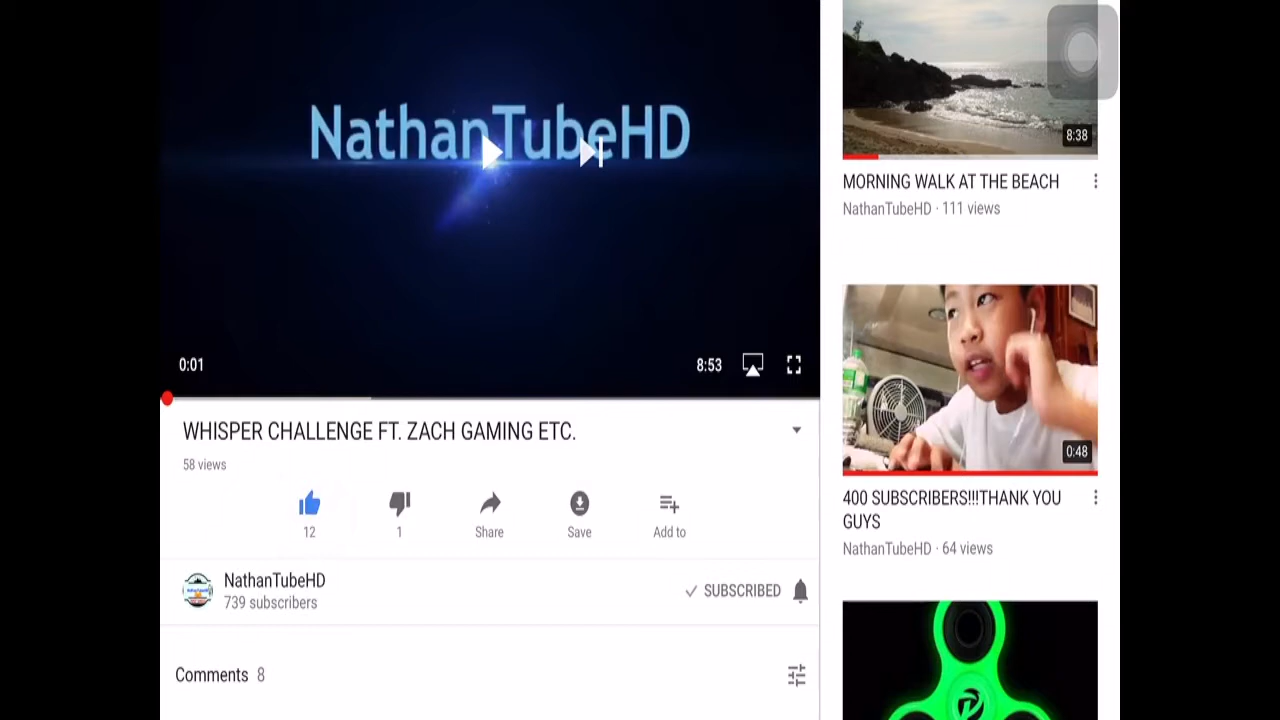 NathanTubeHD
0:01
8:53
WHISPER CHALLENGE FT. ZACH GAMING ETC.
58 views
12
1
Share
Save
Add to
NathanTubeHD
739 subscribers
SUBSCRIBED
Comments 8
8:38
MORNING WALK AT THE BEACH
NathanTubeHD · 111 views
0:48
400 SUBSCRIBERS!!!THANK YOU
GUYS
NathanTubeHD · 64 views